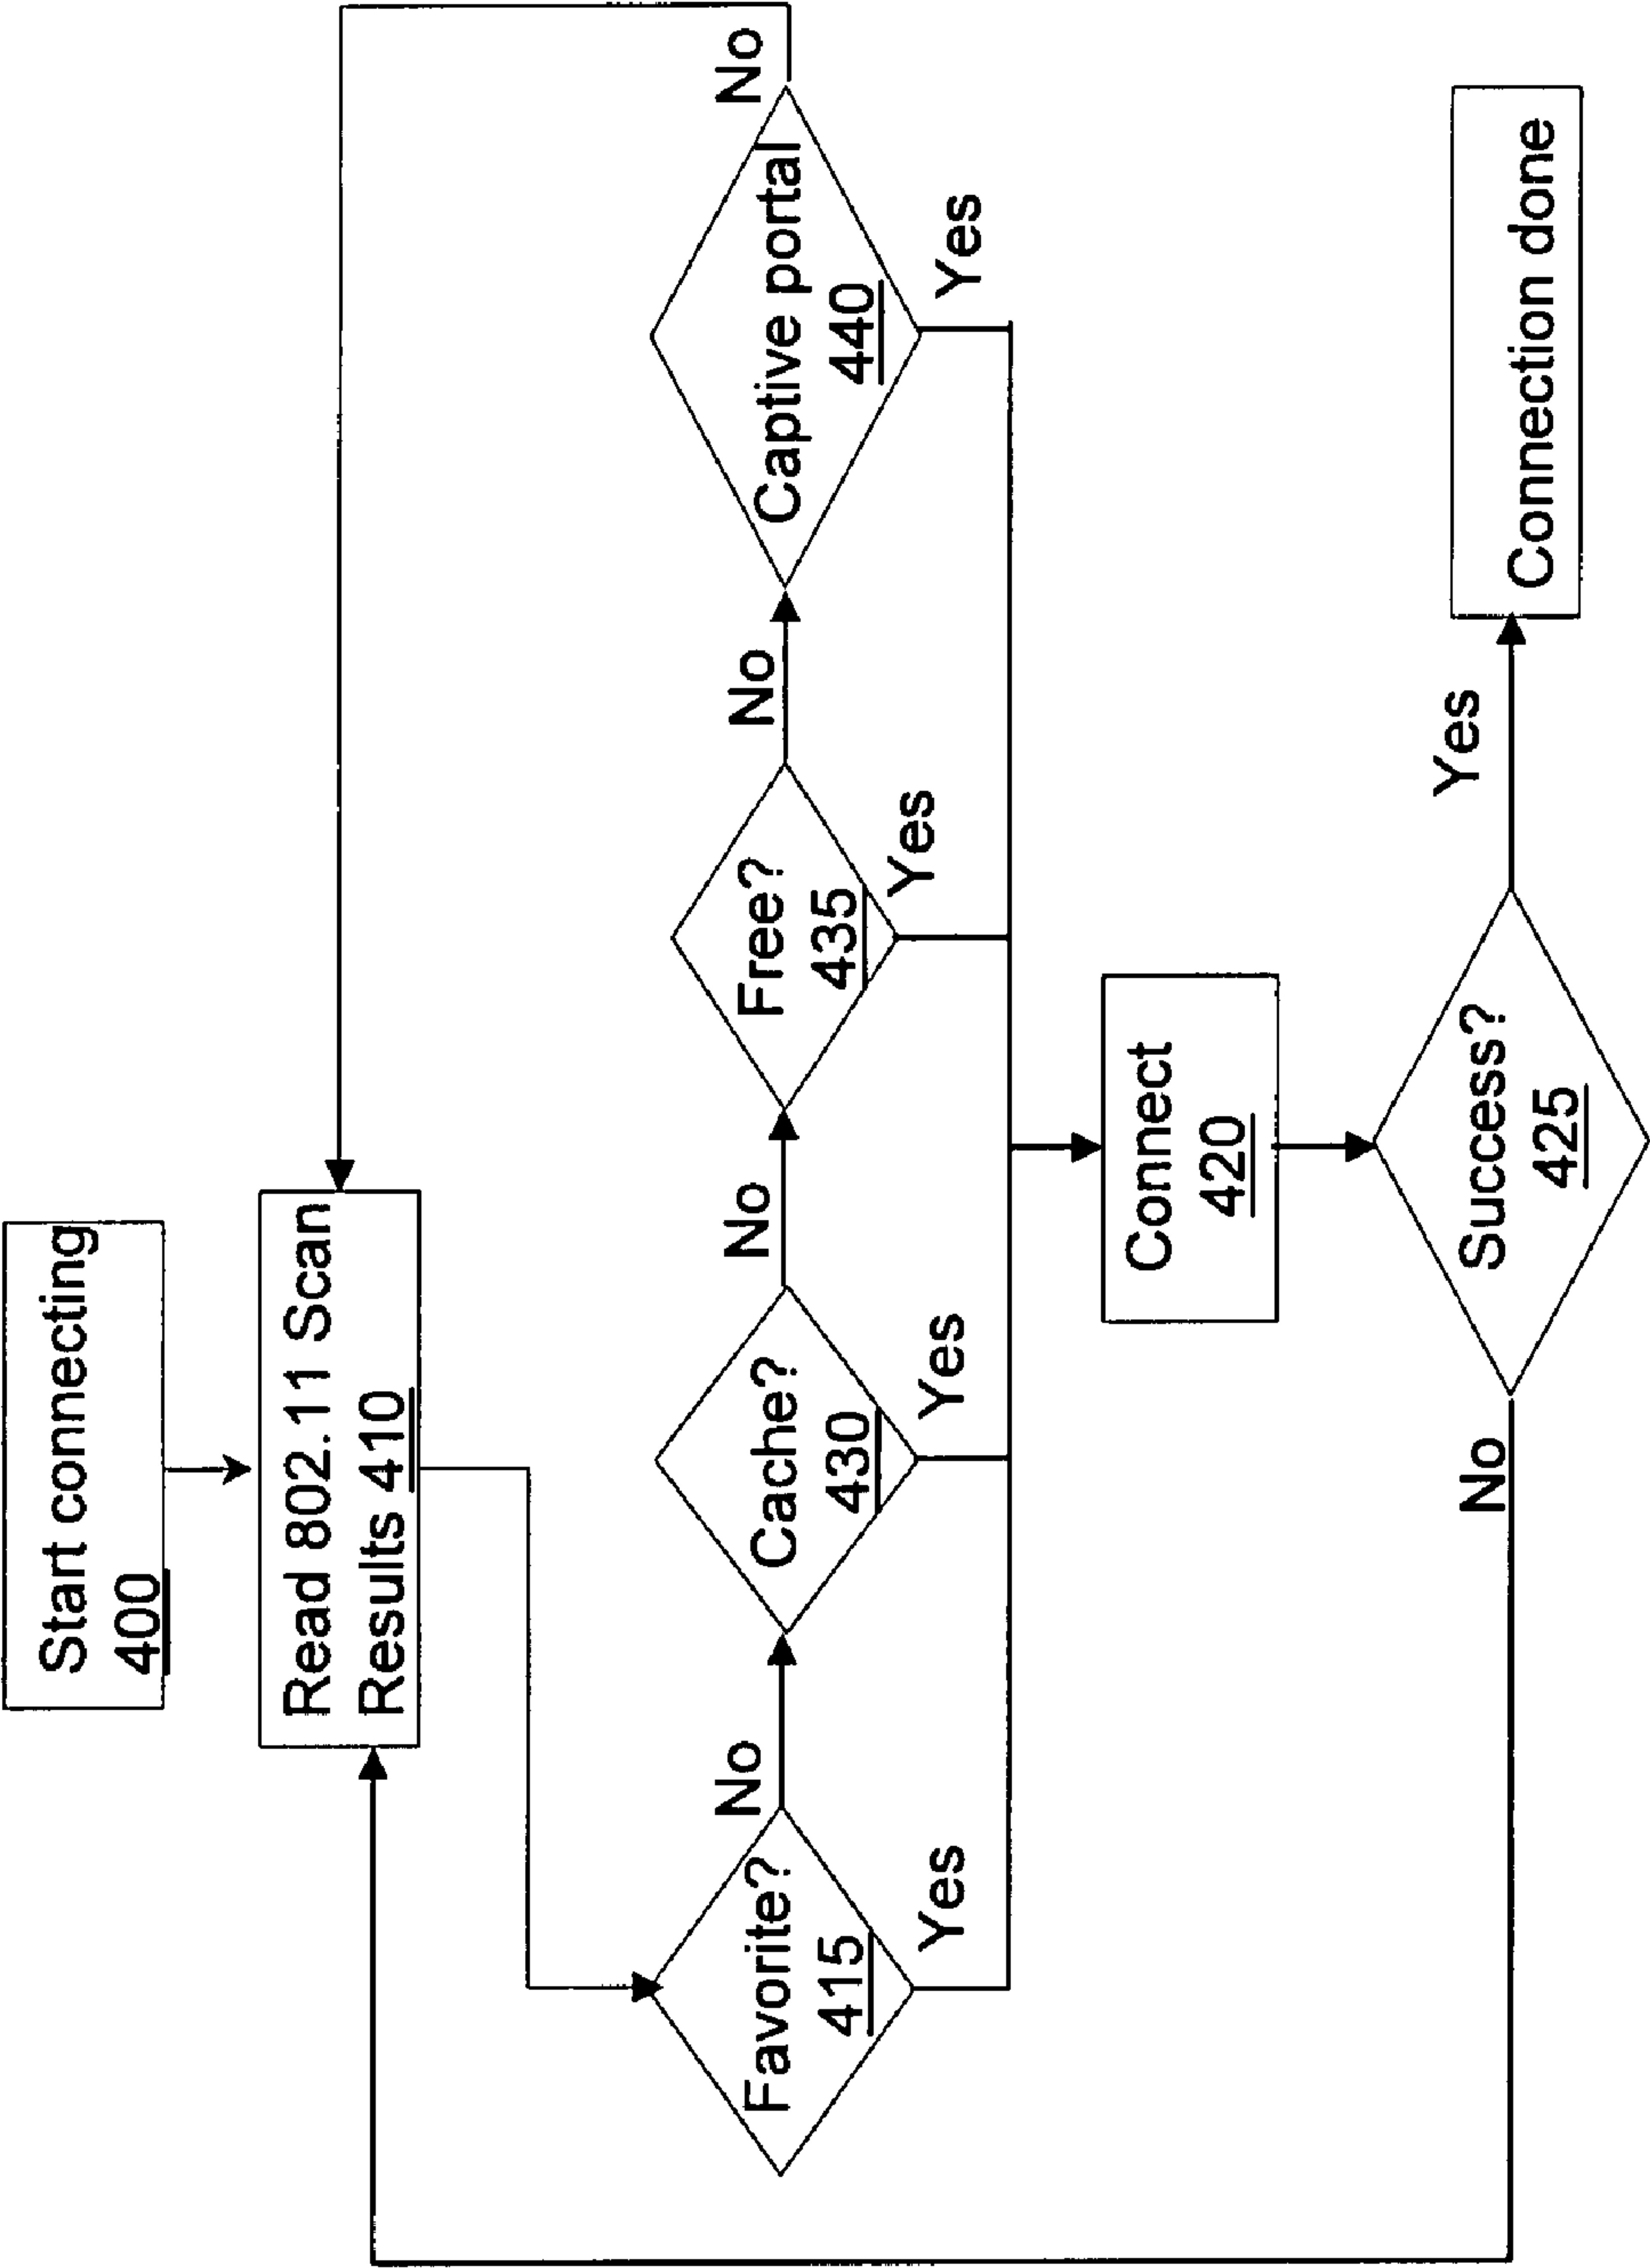 Start connecting
400
Read 802.11 Scan
Results 410
Favorite?
415
No
Yes
Cache?
430
No
Yes
Free?
435
No
Yes
Captive portal
440
No
Yes
Connect
420
Success?
425
No
Yes
Connection done